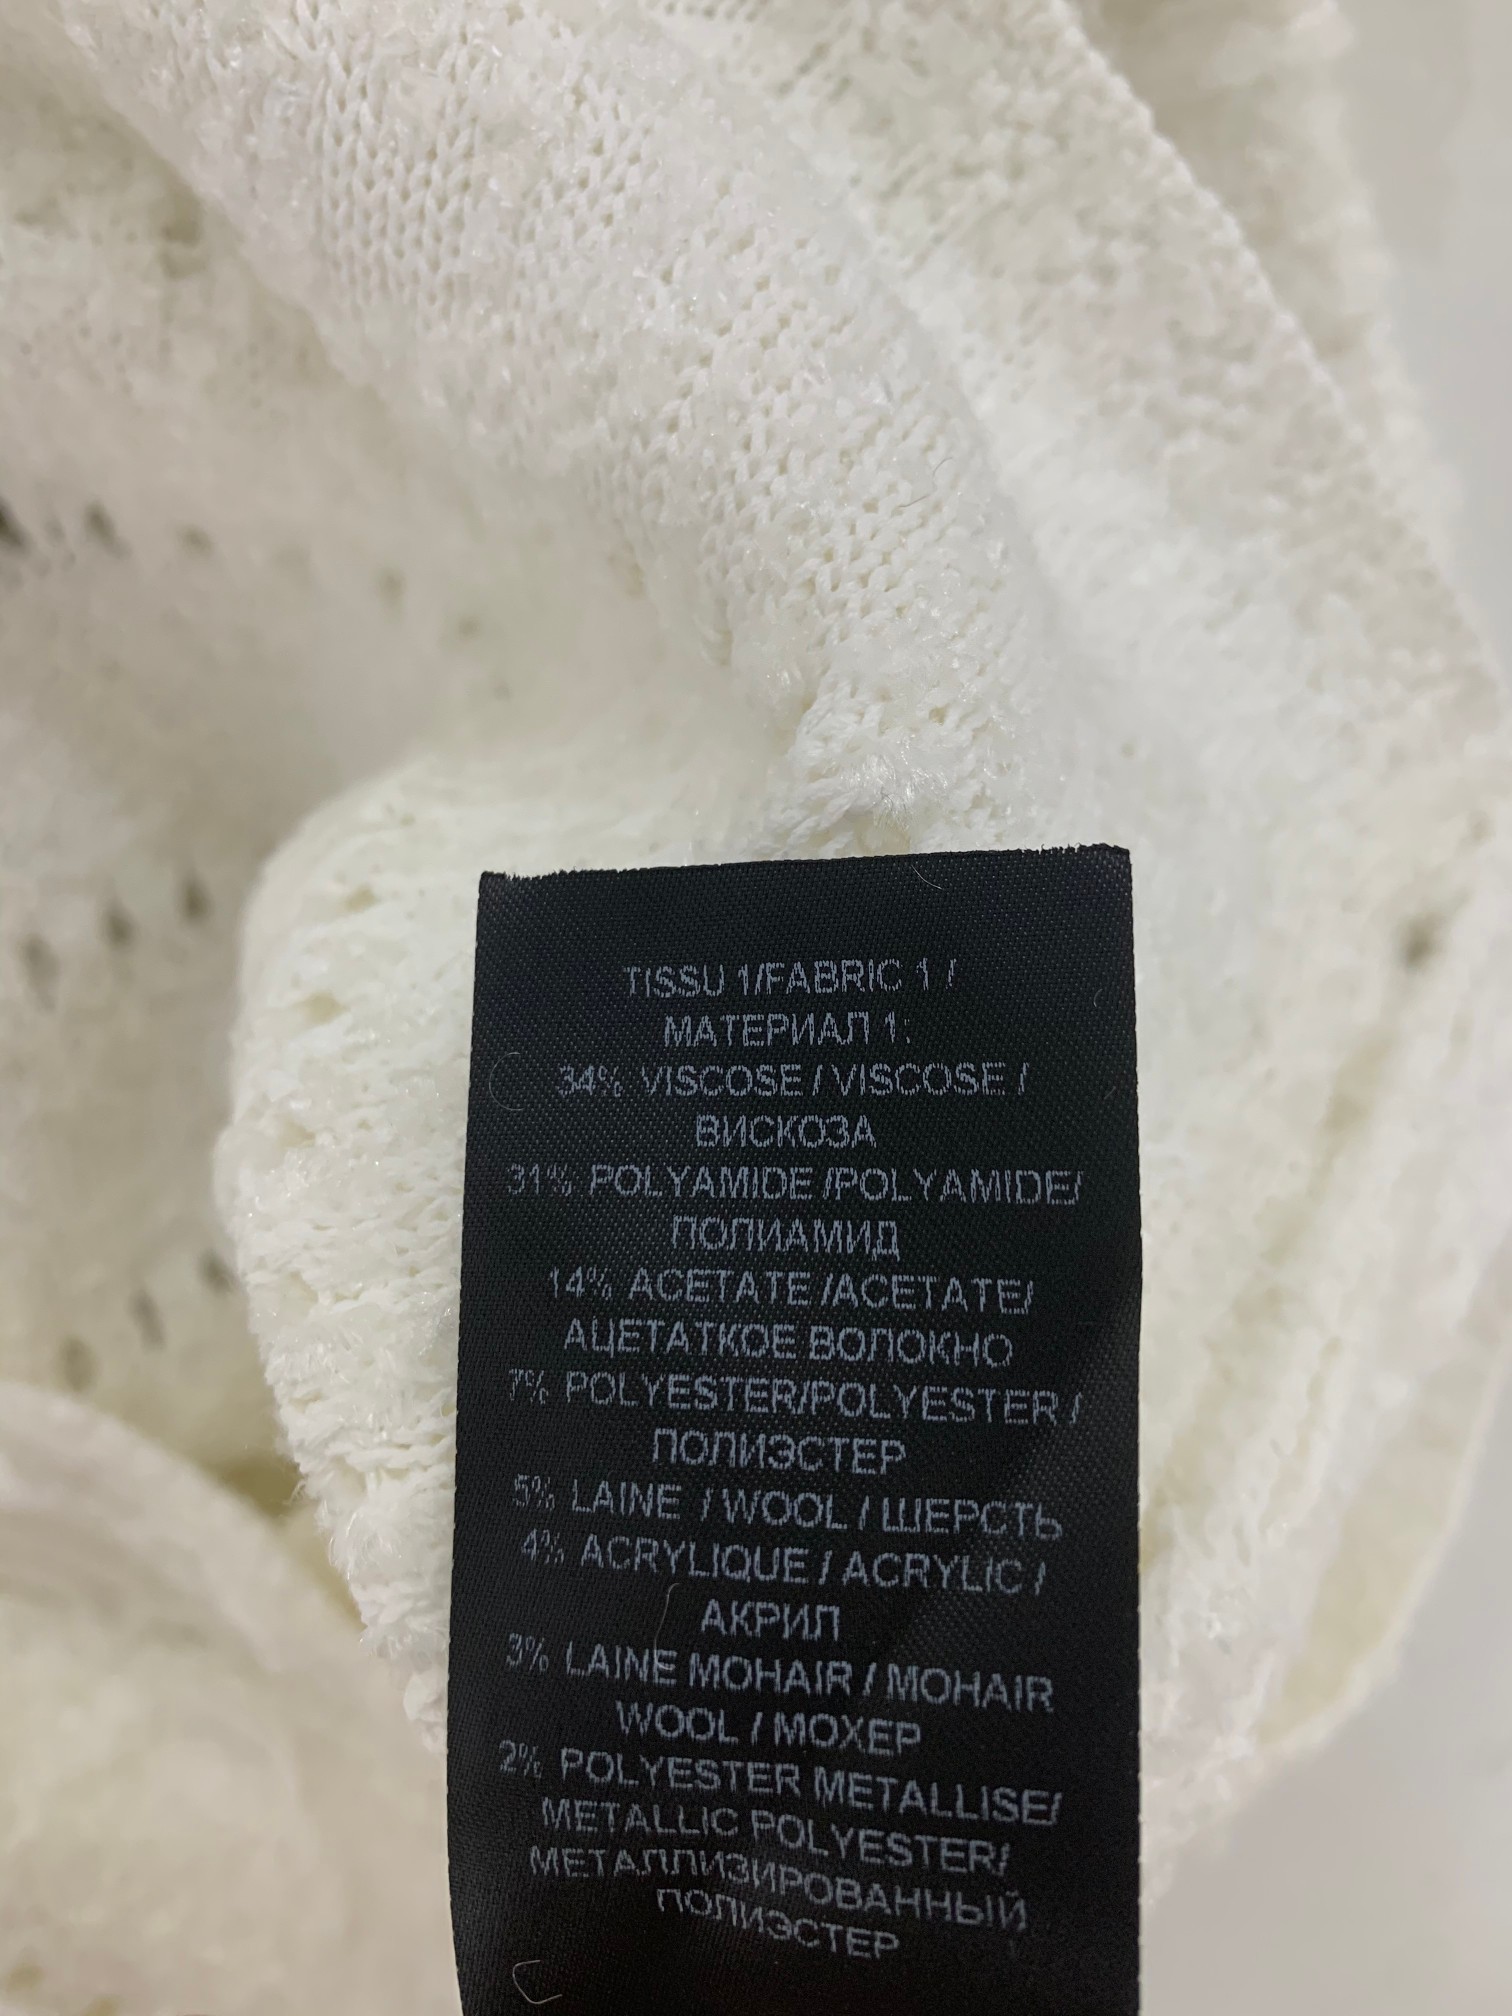 TISSU 1/FABRIC 1 /
МАТЕРИАЛ 1:
34% VISCOSE / VISCOSE /
ВИСКОЗА
31% POLYAMIDE /POLYAMIDE/
ПОЛИАМИД
14% ACETATE /ACETATE/
АЦЕТАТКОЕ ВОЛОКНО
7% POLYESTER/POLYESTER /
ПОЛИЭСТЕР
5% LAINE / WOOL / ШЕРСТЬ
4% ACRYLIQUE / ACRYLIC /
АКРИЛ
3% LAINE MOHAIR / MOHAIR
WOOL / МОХЕР
2% POLYESTER METALLISE/
METALLIC POLYESTER/
МЕТАЛЛИЗИРОВАННЫЙ
ПОЛИЭСТЕР